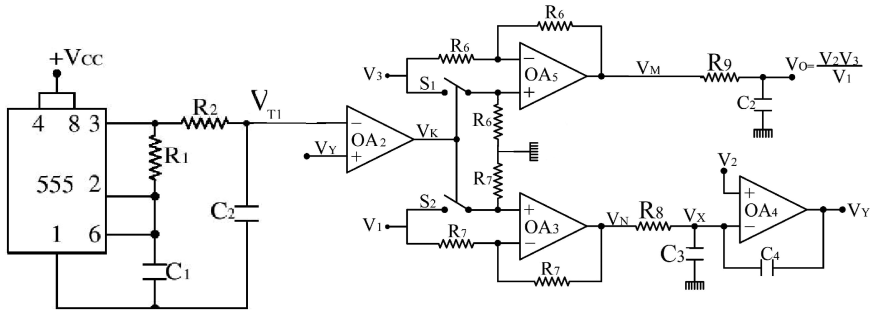 +VCC
4 8 3
555
2
1 6
R1
R2
C1
C2
VT1
VY
−
+
OA2
VK
V3
S1
R6
R6
−
+
OA5
R6
R7
V1
S2
R7
+
−
OA3
R7
VM
R9
C2
VO=V2V3/V1
VN
R8
VX
C3
V2
+
−
OA4
C4
VY